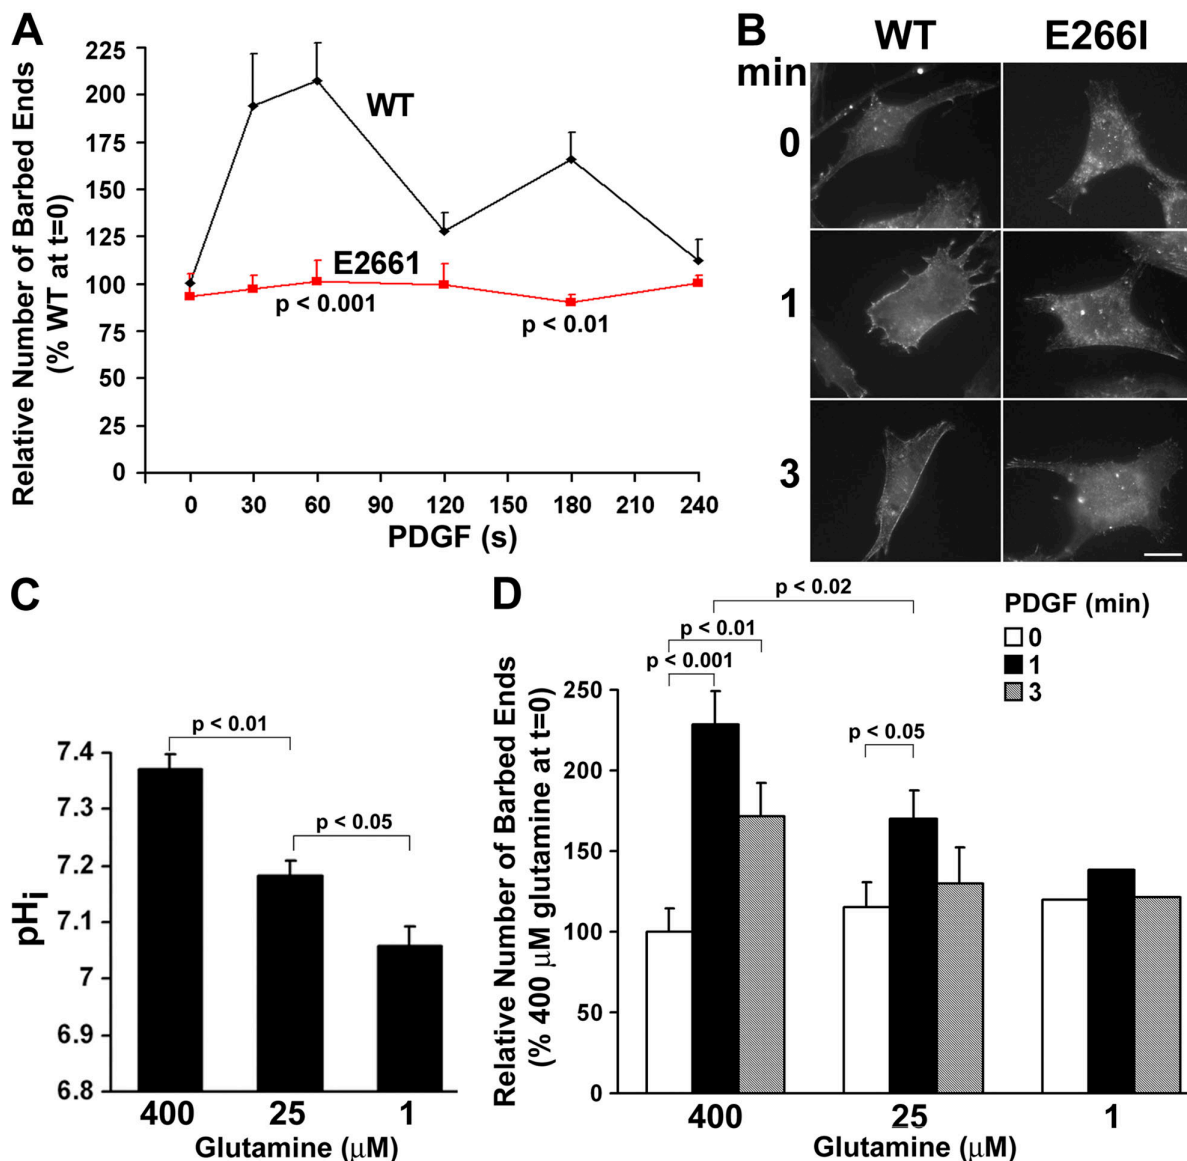 A
Relative Number of Barbed Ends
(% WT at t=0)
225
200
175
150
125
100
75
50
25
0
WT
E2661
p < 0.001
p < 0.01
0 30 60 90 120 150 180 210 240
PDGF (s)
B
WT E266I
min
0
1
3
C
pHi
7.4
7.3
7.2
7.1
7
6.9
6.8
p < 0.01
p < 0.05
400 25 1
Glutamine (μM)
D
Relative Number of Barbed Ends
(% 400 μM glutamine at t=0)
250
200
150
100
50
0
p < 0.02
p < 0.01
p < 0.001
p < 0.05
PDGF (min)
0
1
3
400 25 1
Glutamine (μM)